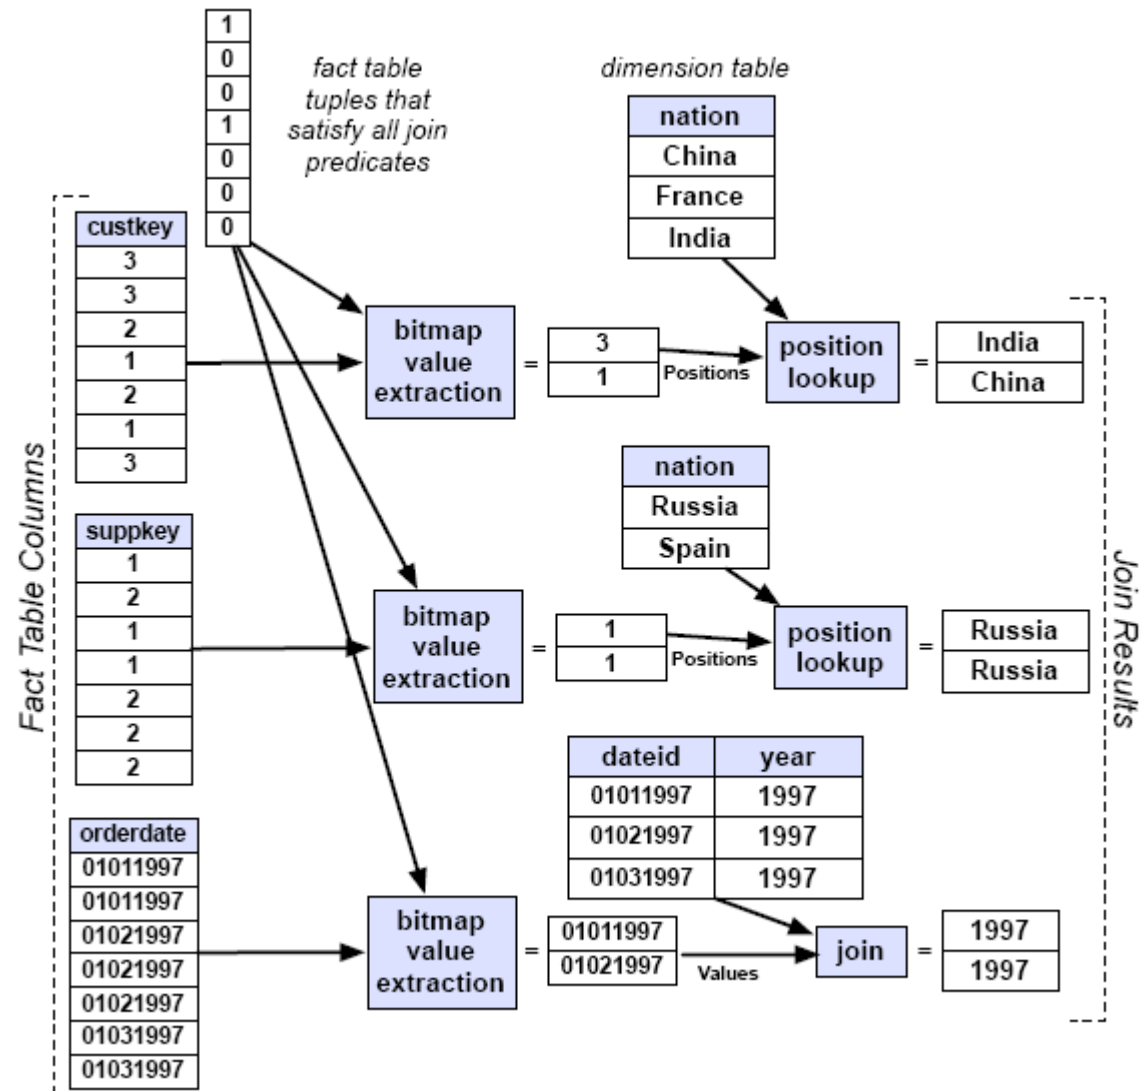 1
0
0
1
0
0
0
fact table
tuples that
satisfy all join
predicates
dimension table
nation
China
France
India
Fact Table Columns
custkey
3
3
2
1
2
1
3
bitmap
value
extraction
=
3
1
Positions
position
lookup
=
India
China
nation
Russia
Spain
suppkey
1
2
1
1
2
2
2
bitmap
value
extraction
=
1
1
Positions
position
lookup
=
Russia
Russia
Join Results
dateid year
01011997 1997
01021997 1997
01031997 1997
orderdate
01011997
01011997
01021997
01021997
01021997
01031997
01031997
bitmap
value
extraction
=
01011997
01021997
Values
join
=
1997
1997